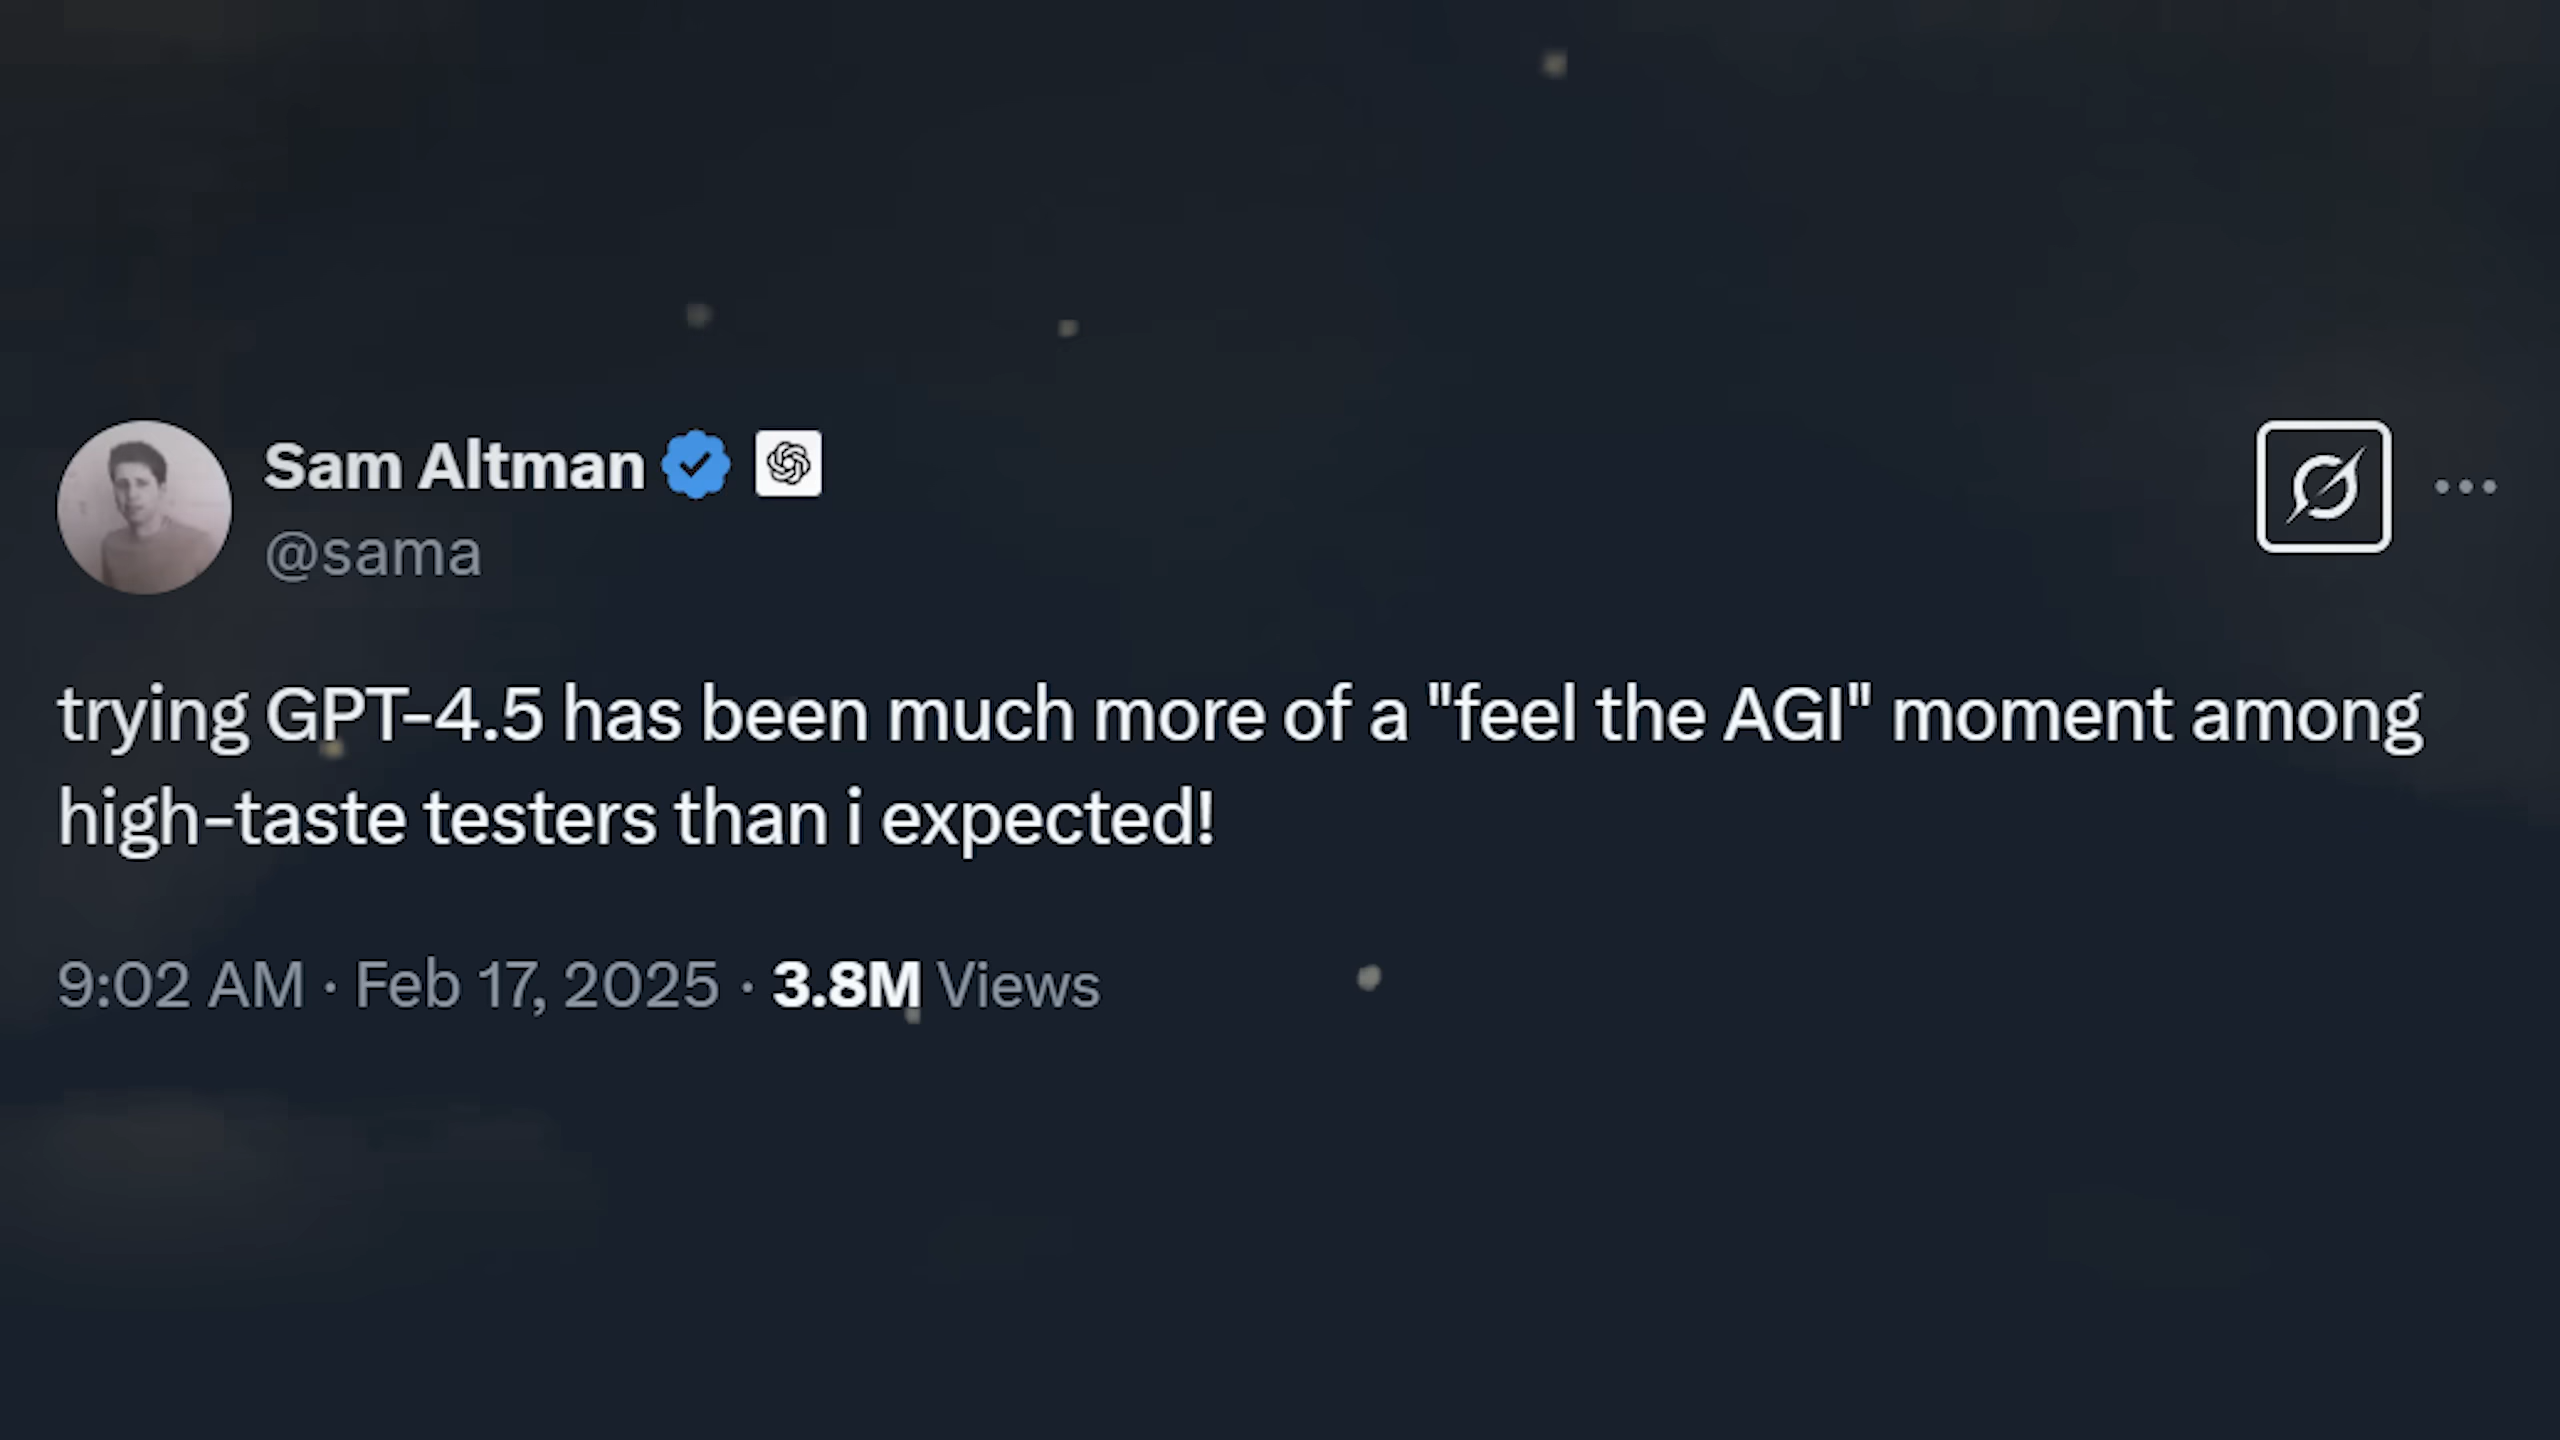 Sam Altman
@sama
trying GPT-4.5 has been much more of a "feel the AGI" moment among
high-taste testers than i expected!
9:02 AM · Feb 17, 2025 · 3.8M Views